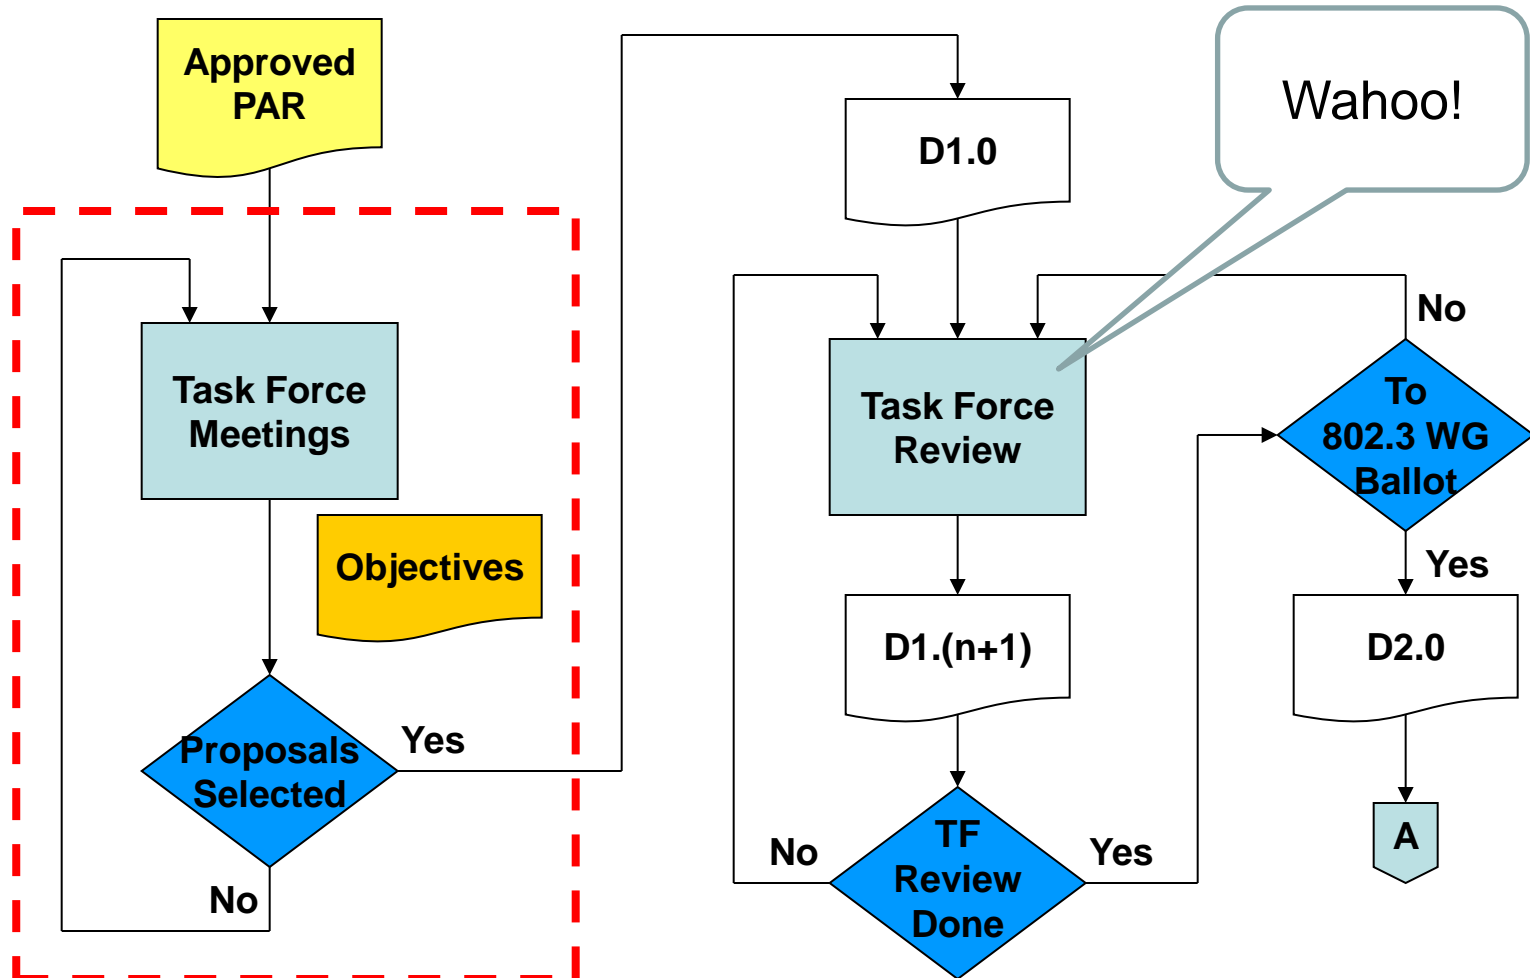 Approved
PAR
Task Force
Meetings
Objectives
Proposals
Selected
Yes
No
D1.0
Wahoo!
Task Force
Review
D1.(n+1)
TF
Review
Done
No
Yes
To
802.3 WG
Ballot
No
Yes
D2.0
A